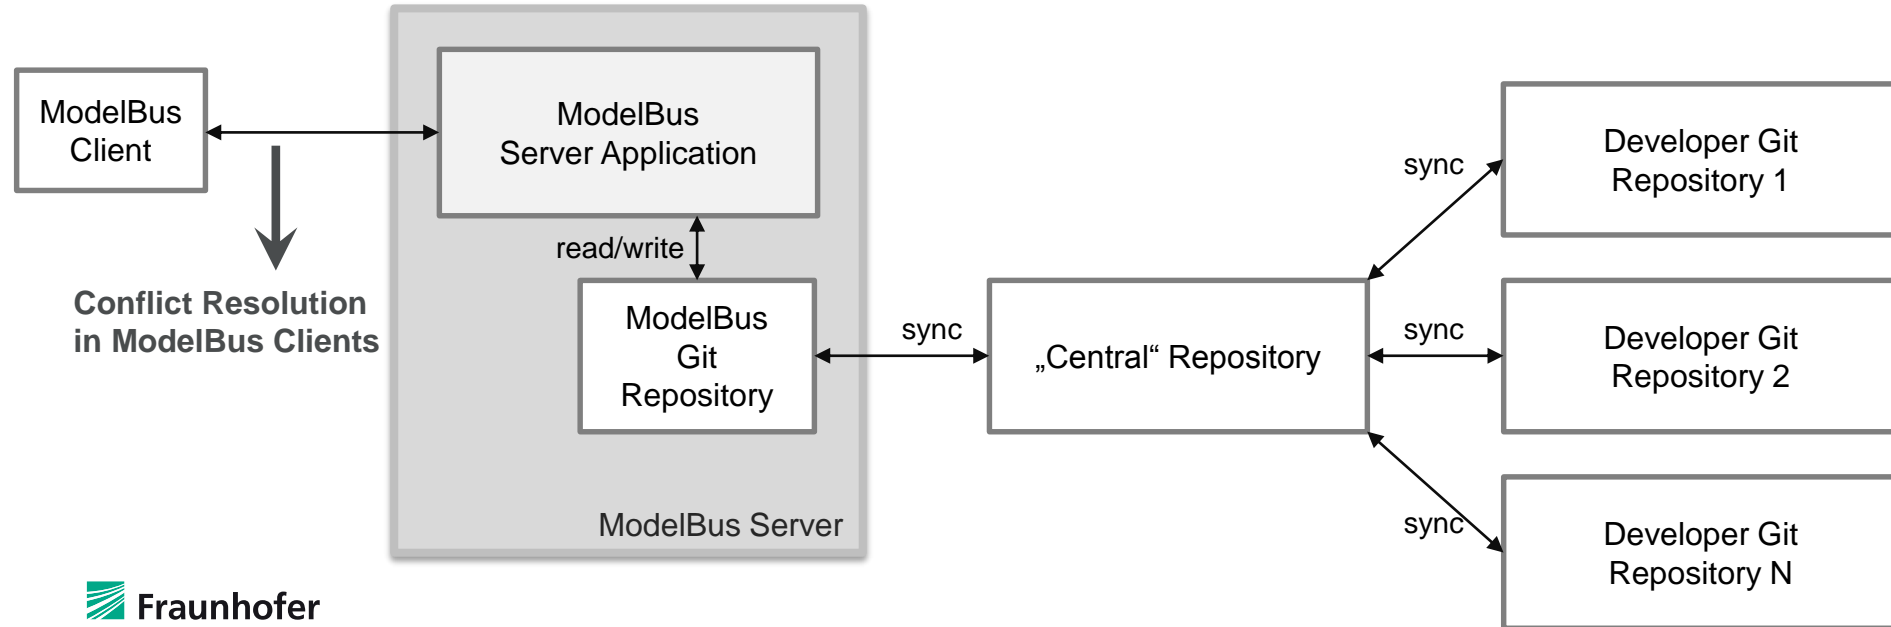 ModelBus
Client
ModelBus
Server Application
read/write
Conflict Resolution
in ModelBus Clients
ModelBus
Git
Repository
ModelBus Server
sync
„Central“ Repository
sync
Developer Git
Repository 1
sync
Developer Git
Repository 2
sync
Developer Git
Repository N
Fraunhofer